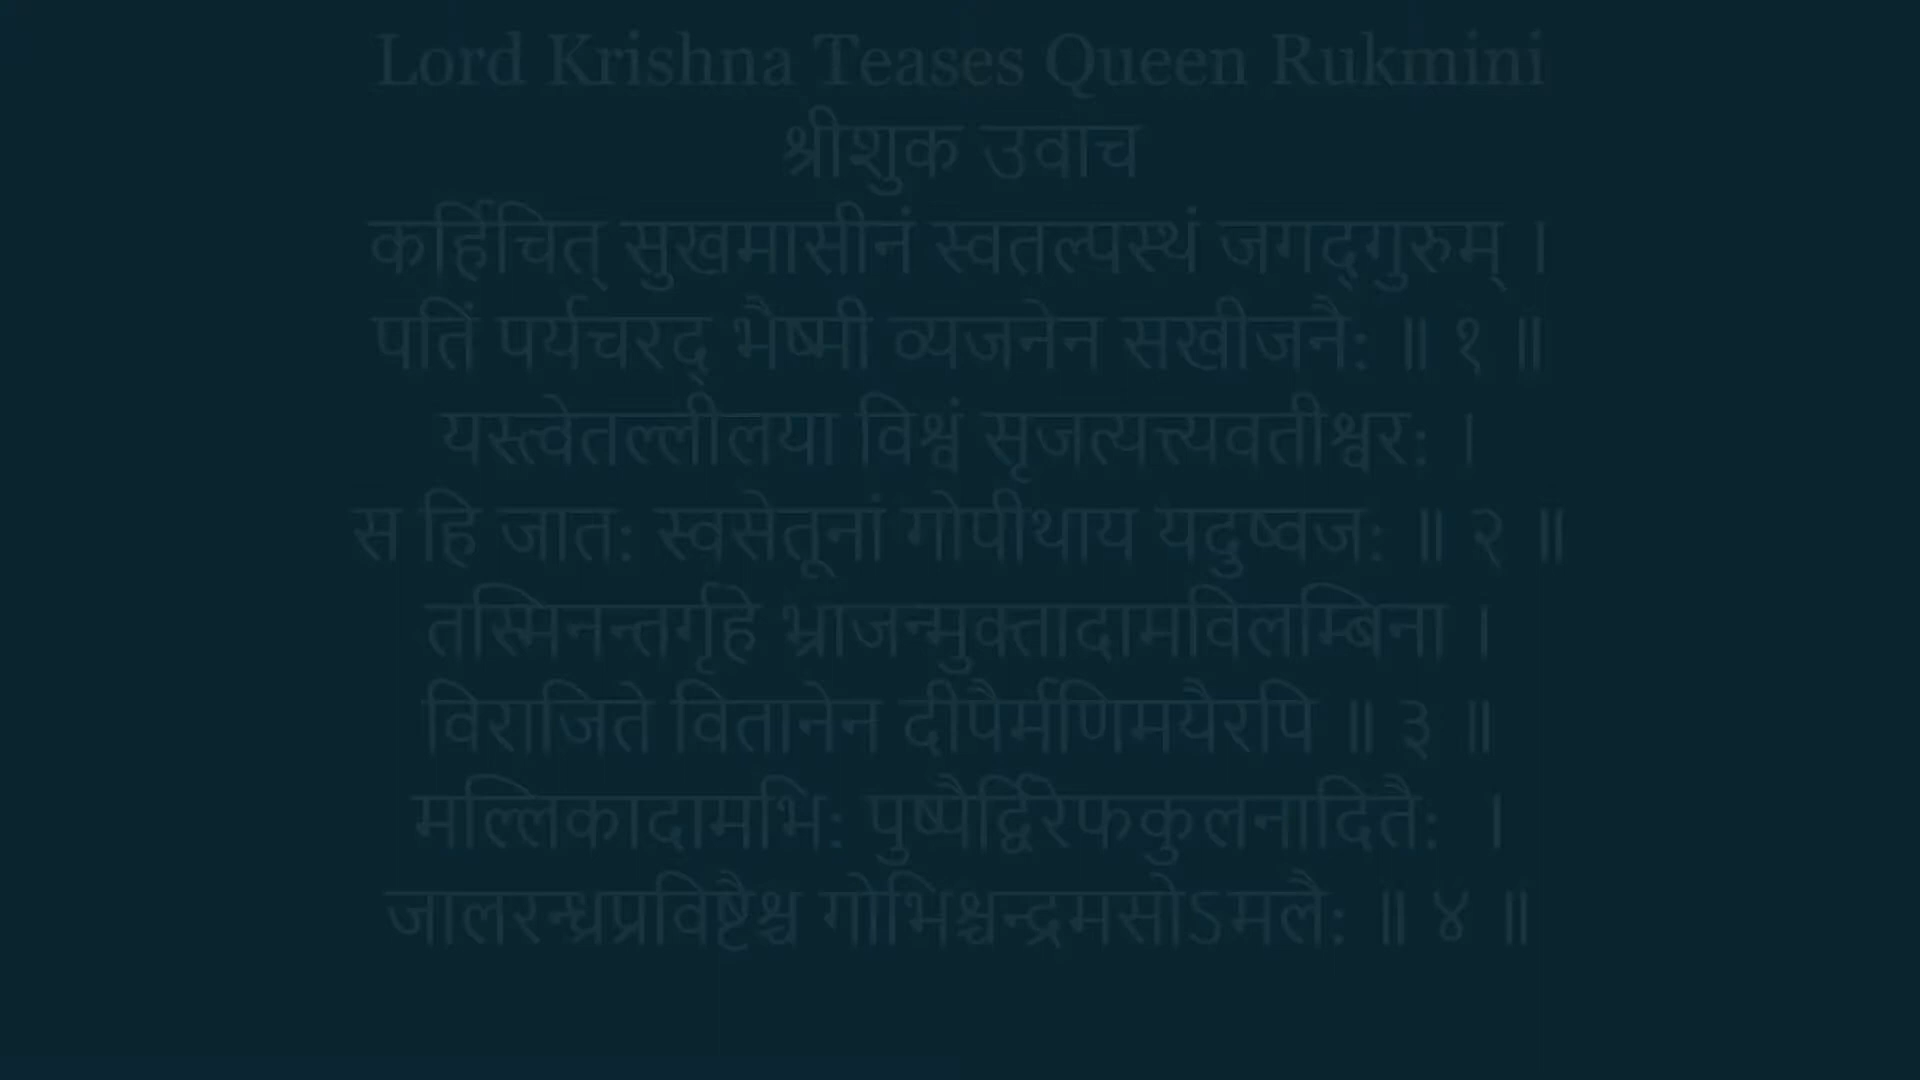 Lord Krishna Teases Queen Rukmini
श्रीशुक उवाच
कर्हिचित् सुखमासीनं स्वतल्पस्थं जगद्गुरुम् ।
पतिं पर्यचरद् भैष्मी व्यजनेन सखीजनैः ॥ १ ॥
यस्त्वेतल्लीलया विश्वं सृजत्यत्त्यवतीश्वरः ।
स हि जातः स्वसेतूनां गोपीथाय यदुष्वजः ॥ २ ॥
तस्मिनन्तर्गृहे भ्राजन्मुक्तादामविलम्बिना ।
विराजिते वितानेन दीपैर्मणिमयैरपि ॥ ३ ॥
मल्लिकादामभिः पुष्पैर्द्विरेफकुलनादितैः ।
जालरन्ध्रप्रविष्टैश्च गोभिश्चन्द्रमसोऽमलैः ॥ ४ ॥